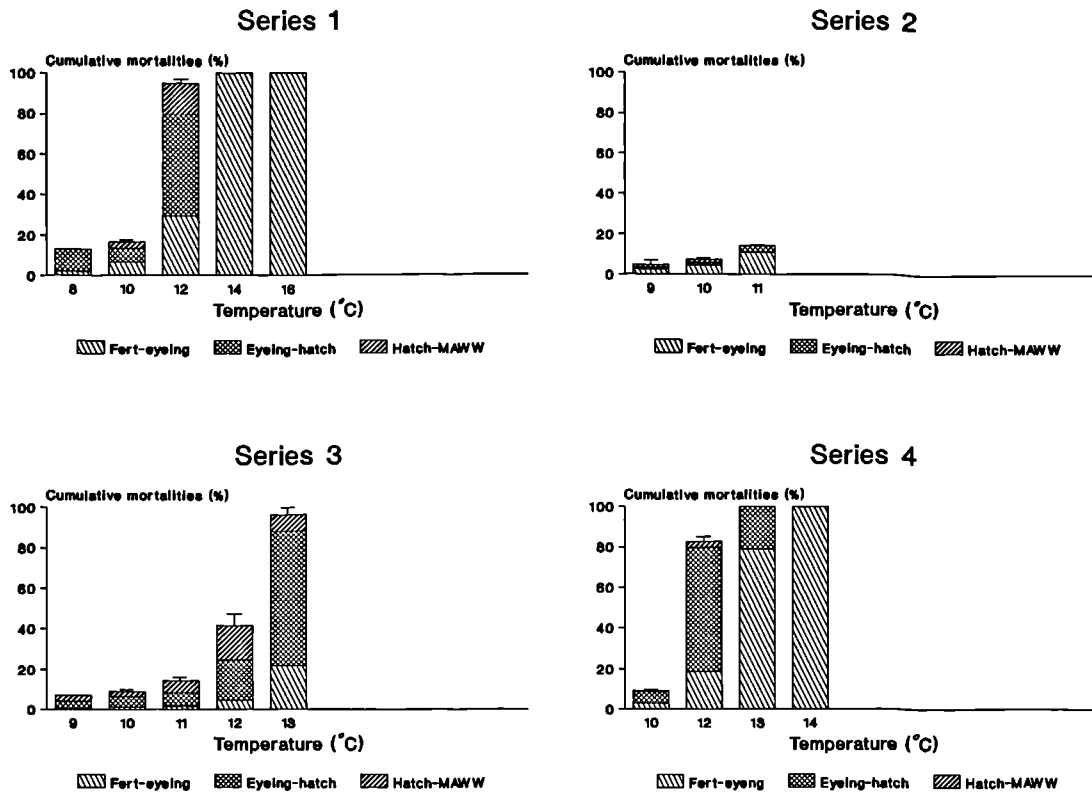 Series 1
Cumulative mortalities (%)
100
80
60
40
20
0
8 10 12 14 16
Temperature (°C)
Fert-eyeing Eyeing-hatch Hatch-MAWW
Series 2
Cumulative mortalities (%)
100
80
60
40
20
0
9 10 11
Temperature (°C)
Fert-eyeing Eyeing-hatch Hatch-MAWW
Series 3
Cumulative mortalities (%)
100
80
60
40
20
0
9 10 11 12 13
Temperature (°C)
Fert-eyeing Eyeing-hatch Hatch-MAWW
Series 4
Cumulative mortalities (%)
100
80
60
40
20
0
10 12 13 14
Temperature (°C)
Fert-eyeng Eyeing-hatch Hatch-MAWW